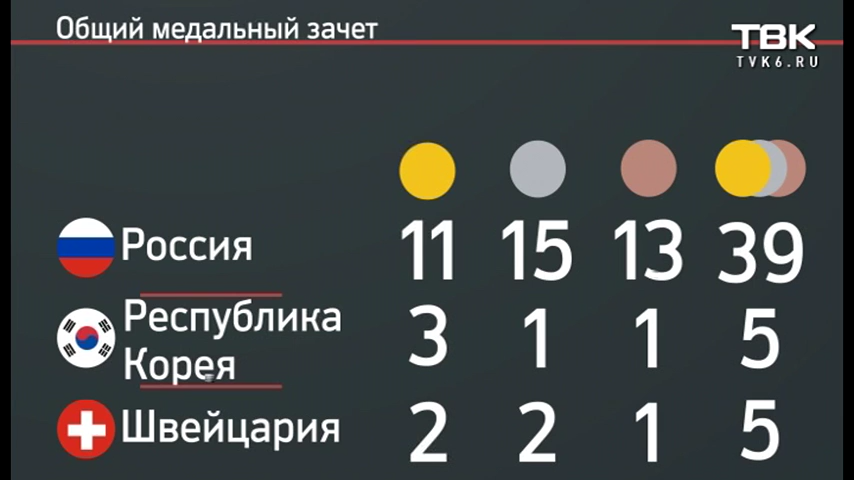 Общий медальный зачет
ТВК
TVK6.RU
Россия 11 15 13 39
Республика
Корея 3 1 1 5
Швейцария 2 2 1 5